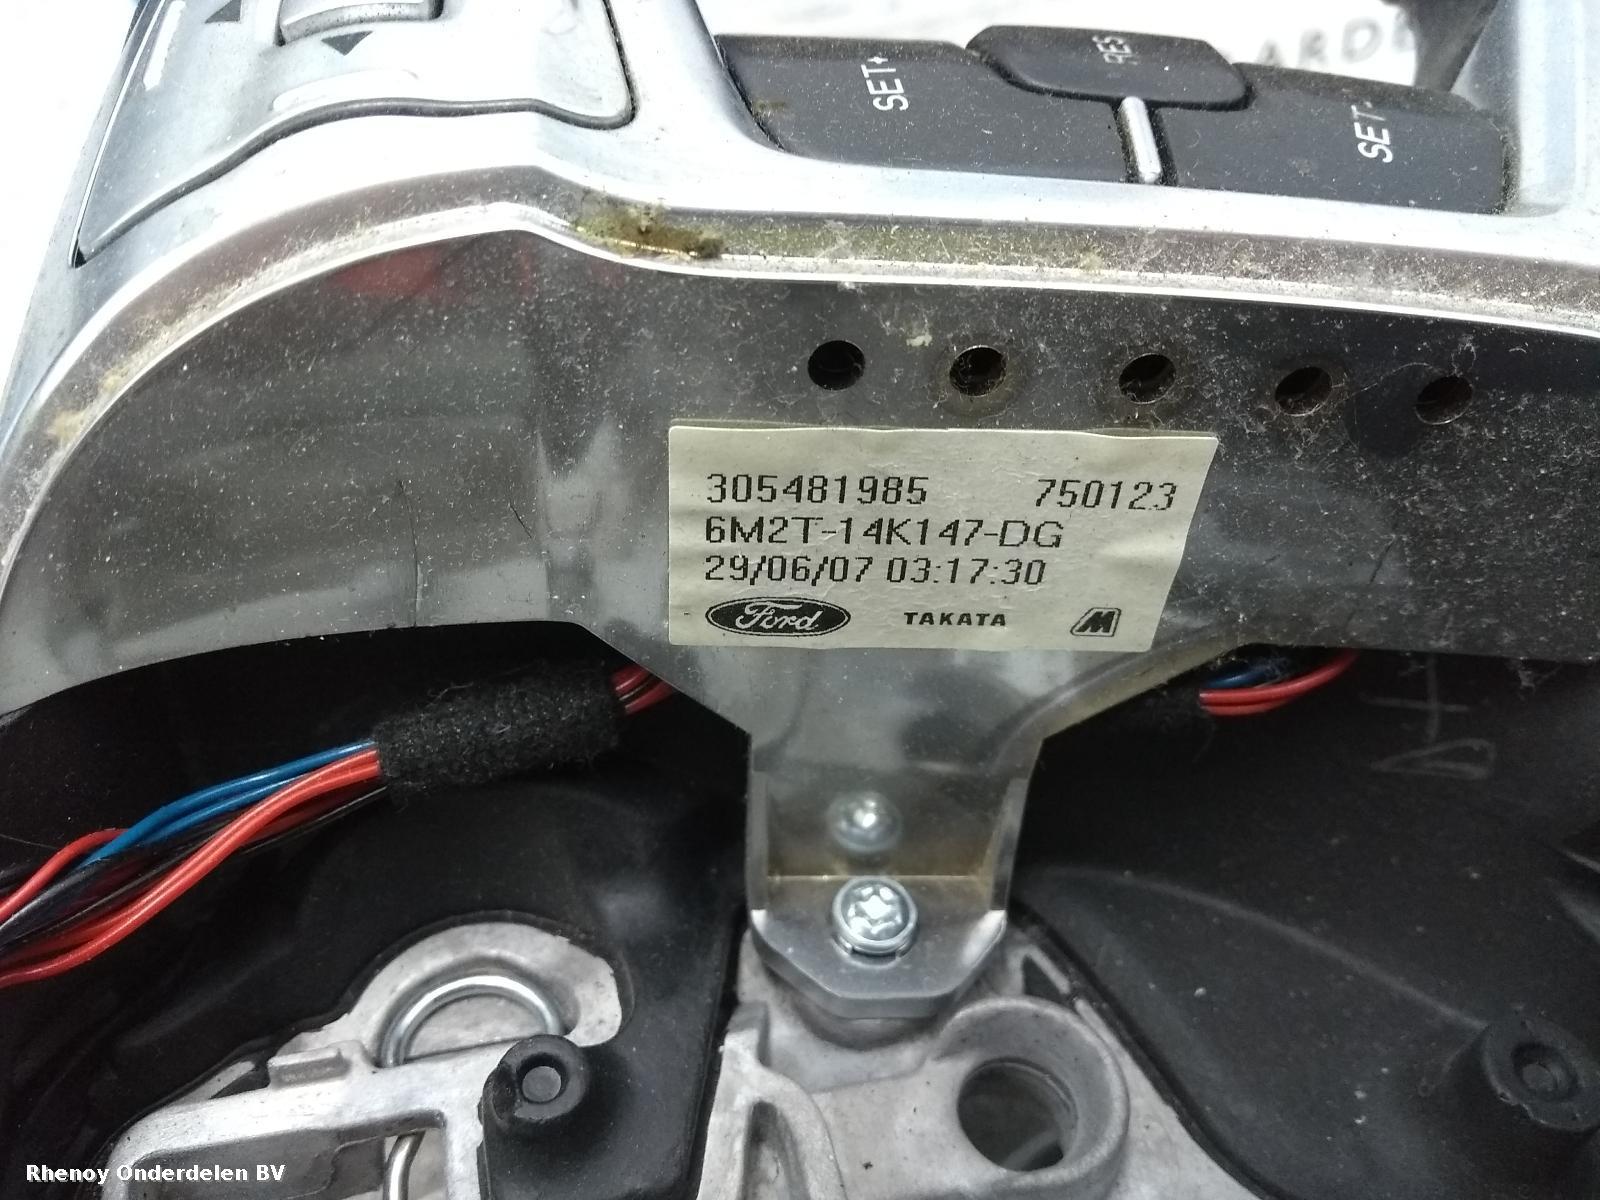 ARDE
SET+
RES
SET-
305481985 750123
6M2T-14K147-DG
29/06/07 03:17:30
Ford TAKATA M
Rhenoy Onderdelen BV